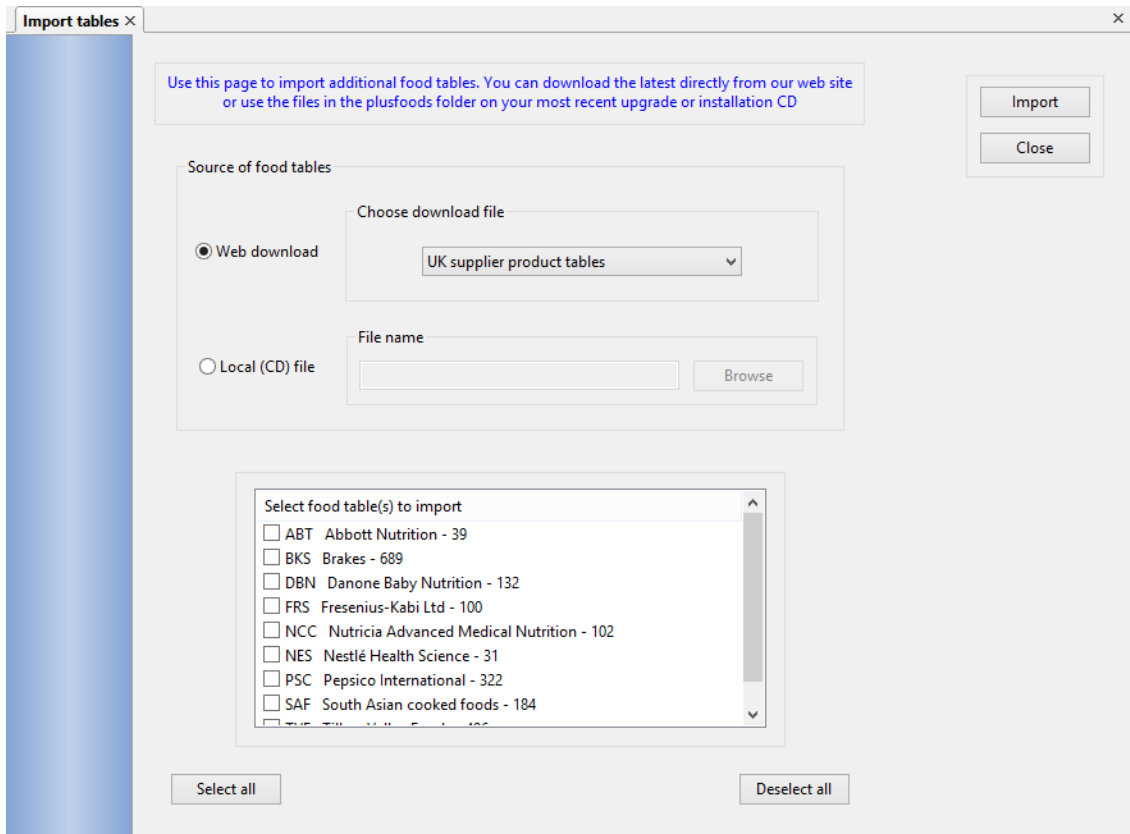 Import tables
Use this page to import additional food tables. You can download the latest directly from our web site
or use the files in the plusfoods folder on your most recent upgrade or installation CD
Import
Close
Source of food tables
Choose download file
Web download
UK supplier product tables
File name
Local (CD) file
Browse
Select food table(s) to import
ABT Abbott Nutrition - 39
BKS Brakes - 689
DBN Danone Baby Nutrition - 132
FRS Fresenius-Kabi Ltd - 100
NCC Nutricia Advanced Medical Nutrition - 102
NES Nestlé Health Science - 31
PSC Pepsico International - 322
SAF South Asian cooked foods - 184
Select all
Deselect all